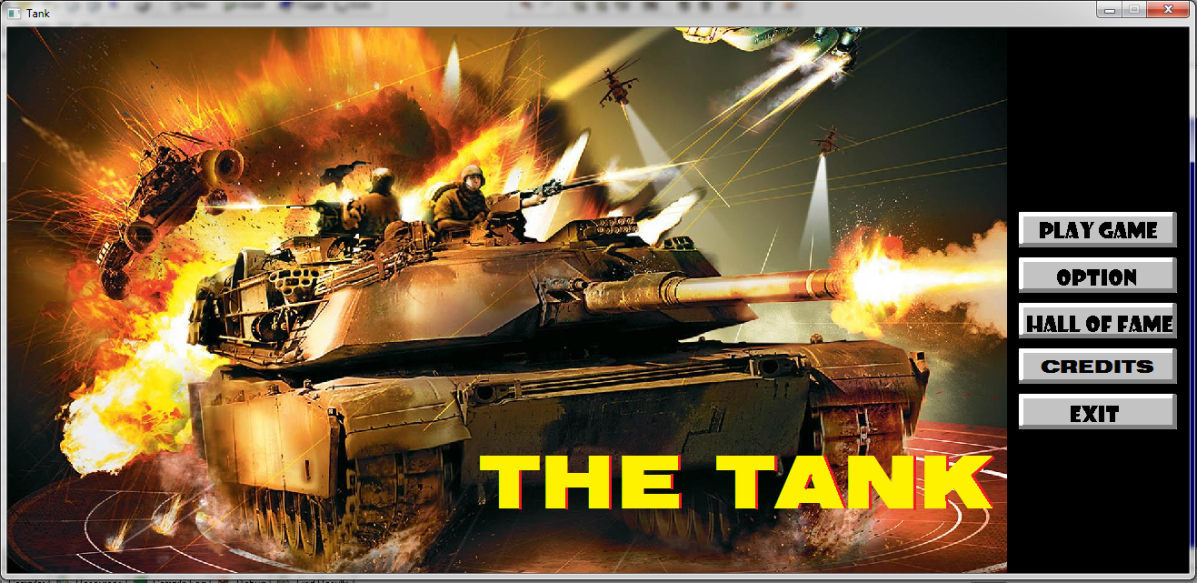 Tank
PLAY GAME
OPTION
HALL OF FAME
CREDITS
EXIT
THE TANK